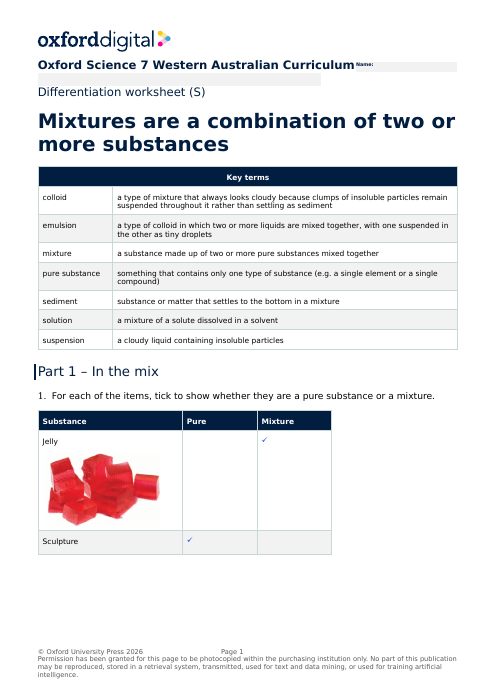 oxforddigital
Oxford Science 7 Western Australian Curriculum Name:
Differentiation worksheet (S)
Mixtures are a combination of two or
more substances
Key terms
colloid a type of mixture that always looks cloudy because clumps of insoluble particles remain
suspended throughout it rather than settling as sediment
emulsion a type of colloid in which two or more liquids are mixed together, with one suspended in
the other as tiny droplets
mixture a substance made up of two or more pure substances mixed together
pure substance something that contains only one type of substance (e.g. a single element or a single
compound)
sediment substance or matter that settles to the bottom in a mixture
solution a mixture of a solute dissolved in a solvent
suspension a cloudy liquid containing insoluble particles
Part 1 – In the mix
1. For each of the items, tick to show whether they are a pure substance or a mixture.
Substance Pure Mixture
Jelly ✓
Sculpture ✓
© Oxford University Press 2026 Page 1
Permission has been granted for this page to be photocopied within the purchasing institution only. No part of this publication
may be reproduced, stored in a retrieval system, transmitted, used for text and data mining, or used for training artificial
intelligence.